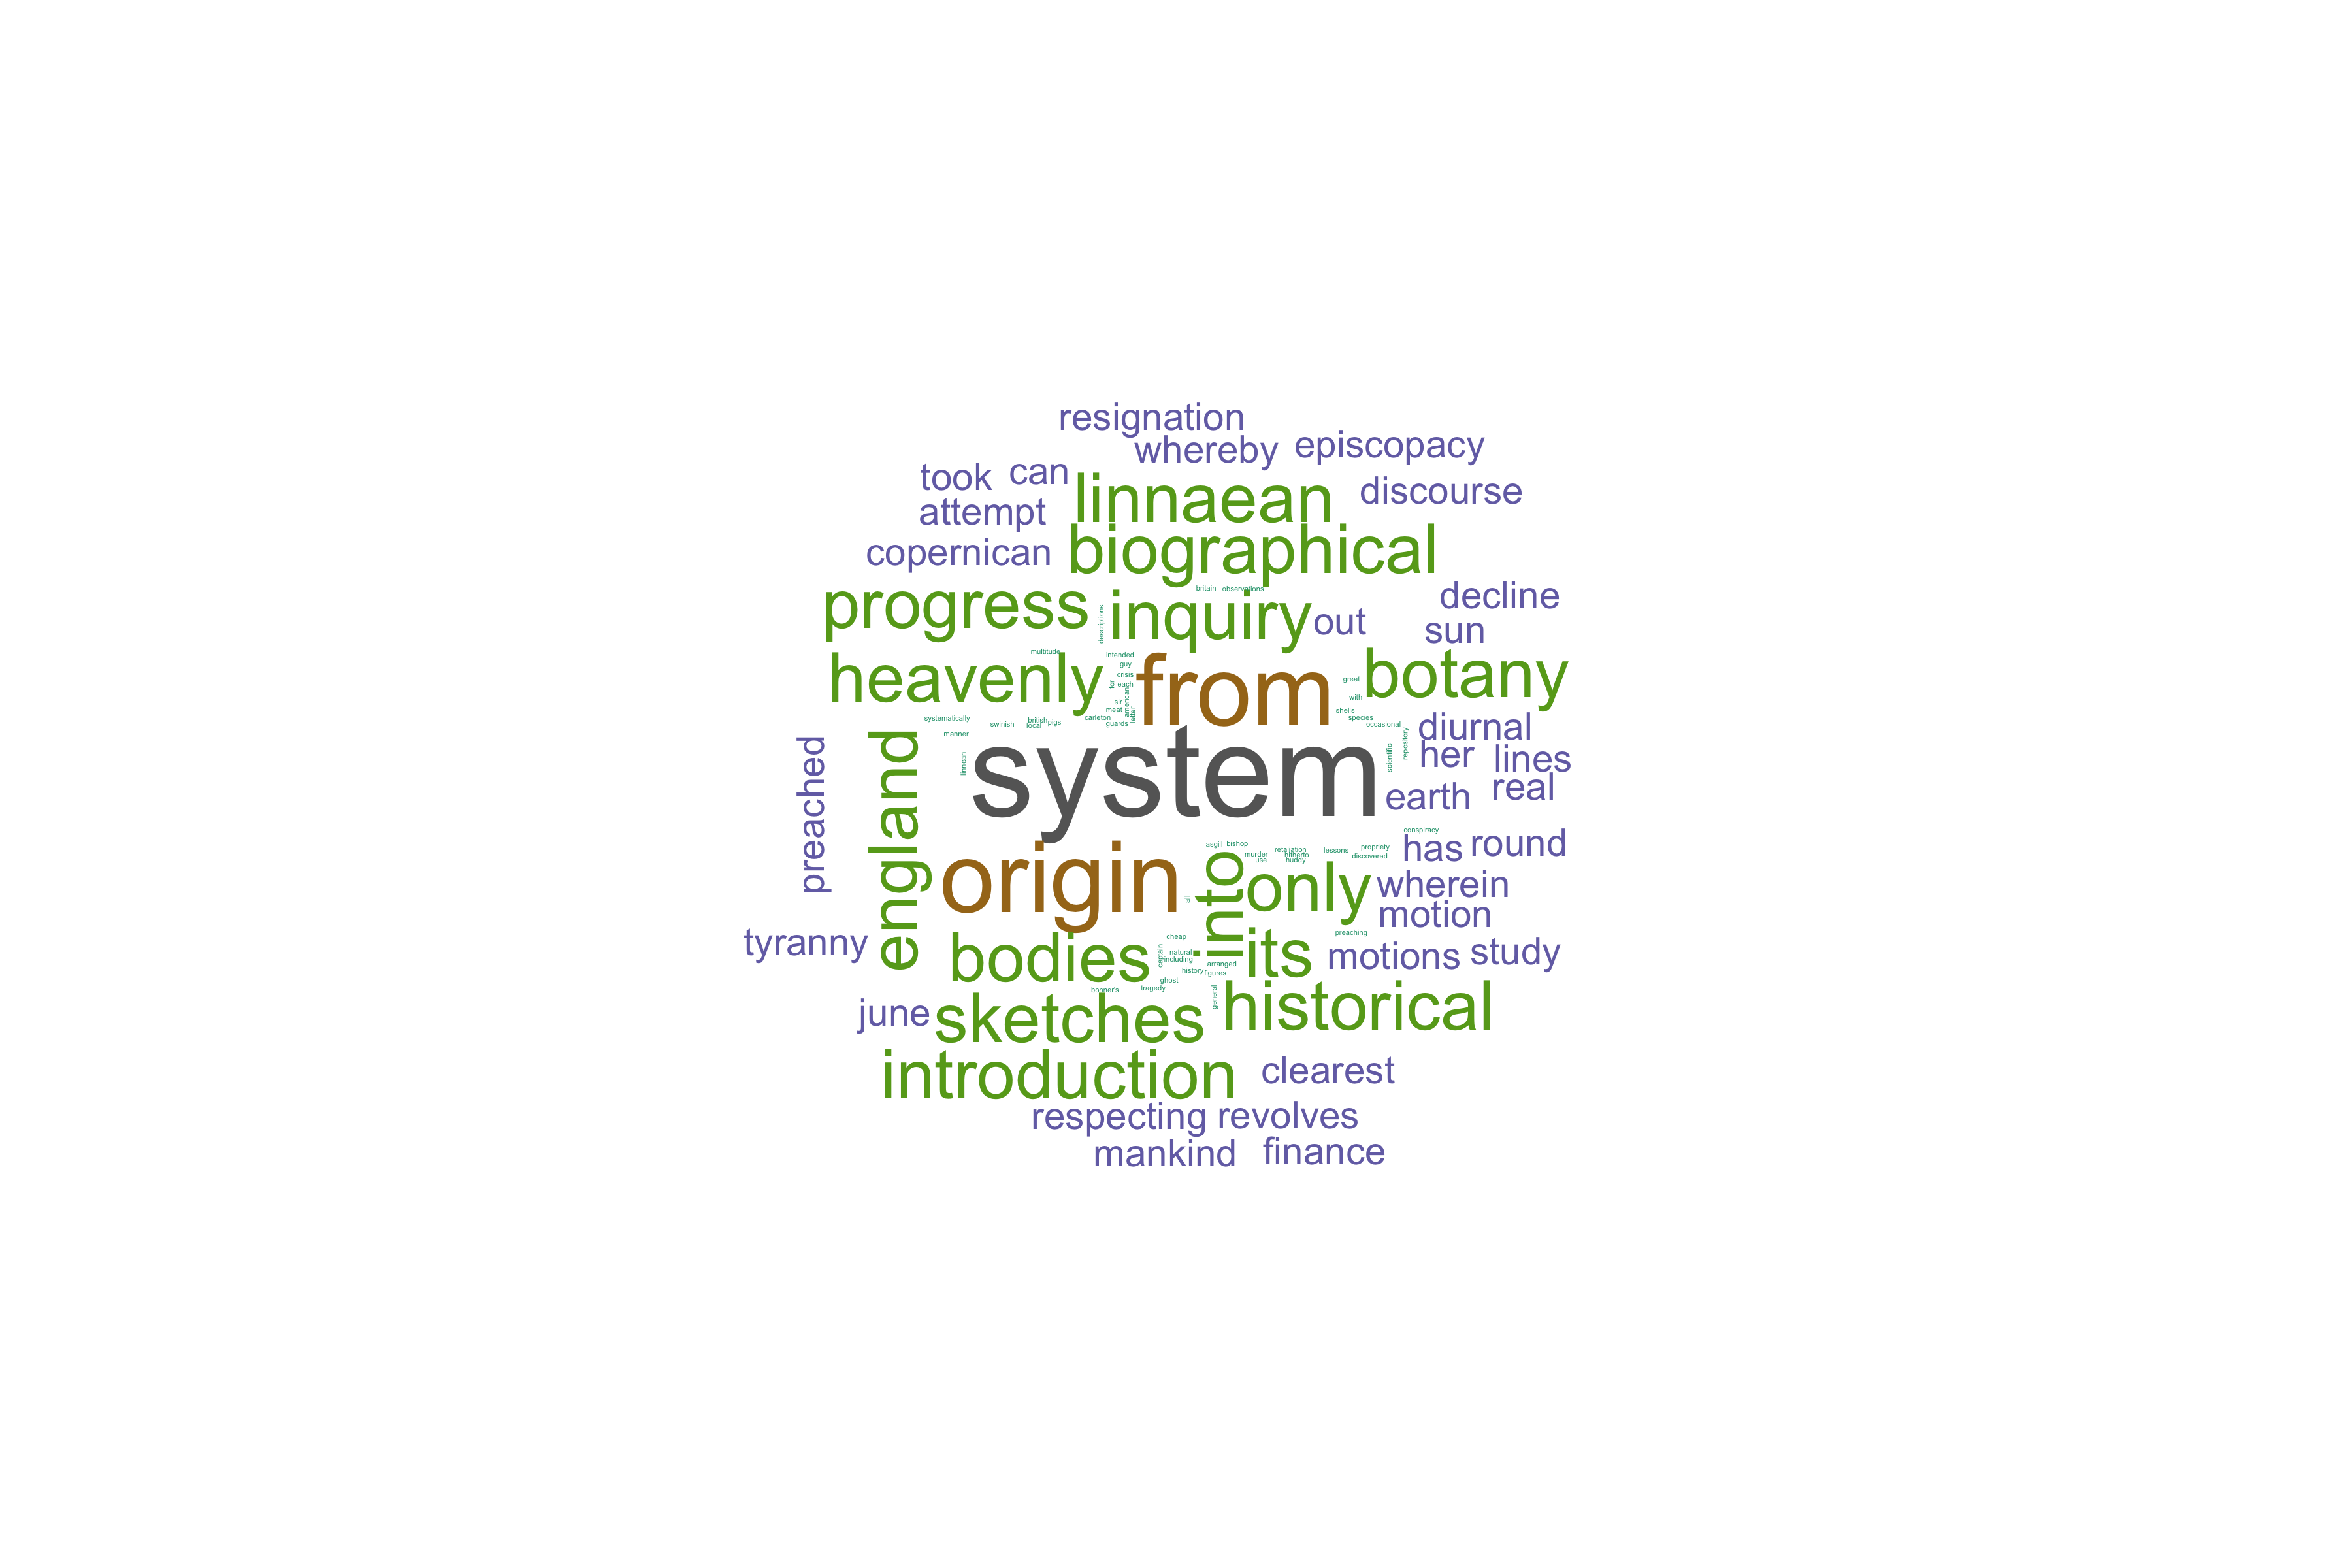 resignation
whereby episcopacy
took can
linnaean discourse
attempt
copernican biographical
progress
britain observations
descriptions
inquiry out
decline
sun
multitude
heavenly
intended
guy
crisis
for each
american
sir
meat
letter
carleton
guards
from
great
with
shells
species
occasional
botany
systematically
swinish
british
local
pigs
manner
linnean
system
scientific
repository
diurnal
her lines
earth real
preached
england
conspiracy
has round
origin
asgill bishop
murder
retaliation
hitherto
use
huddy
lessons
propriety
discovered
all
into
only
wherein
motion
tyranny
bodies
cheap
captain
natural
including
history
arranged
figures
ghost
tragedy
bonner's
general
its
preaching
motions study
june
sketches
historical
introduction
clearest
respecting revolves
mankind finance